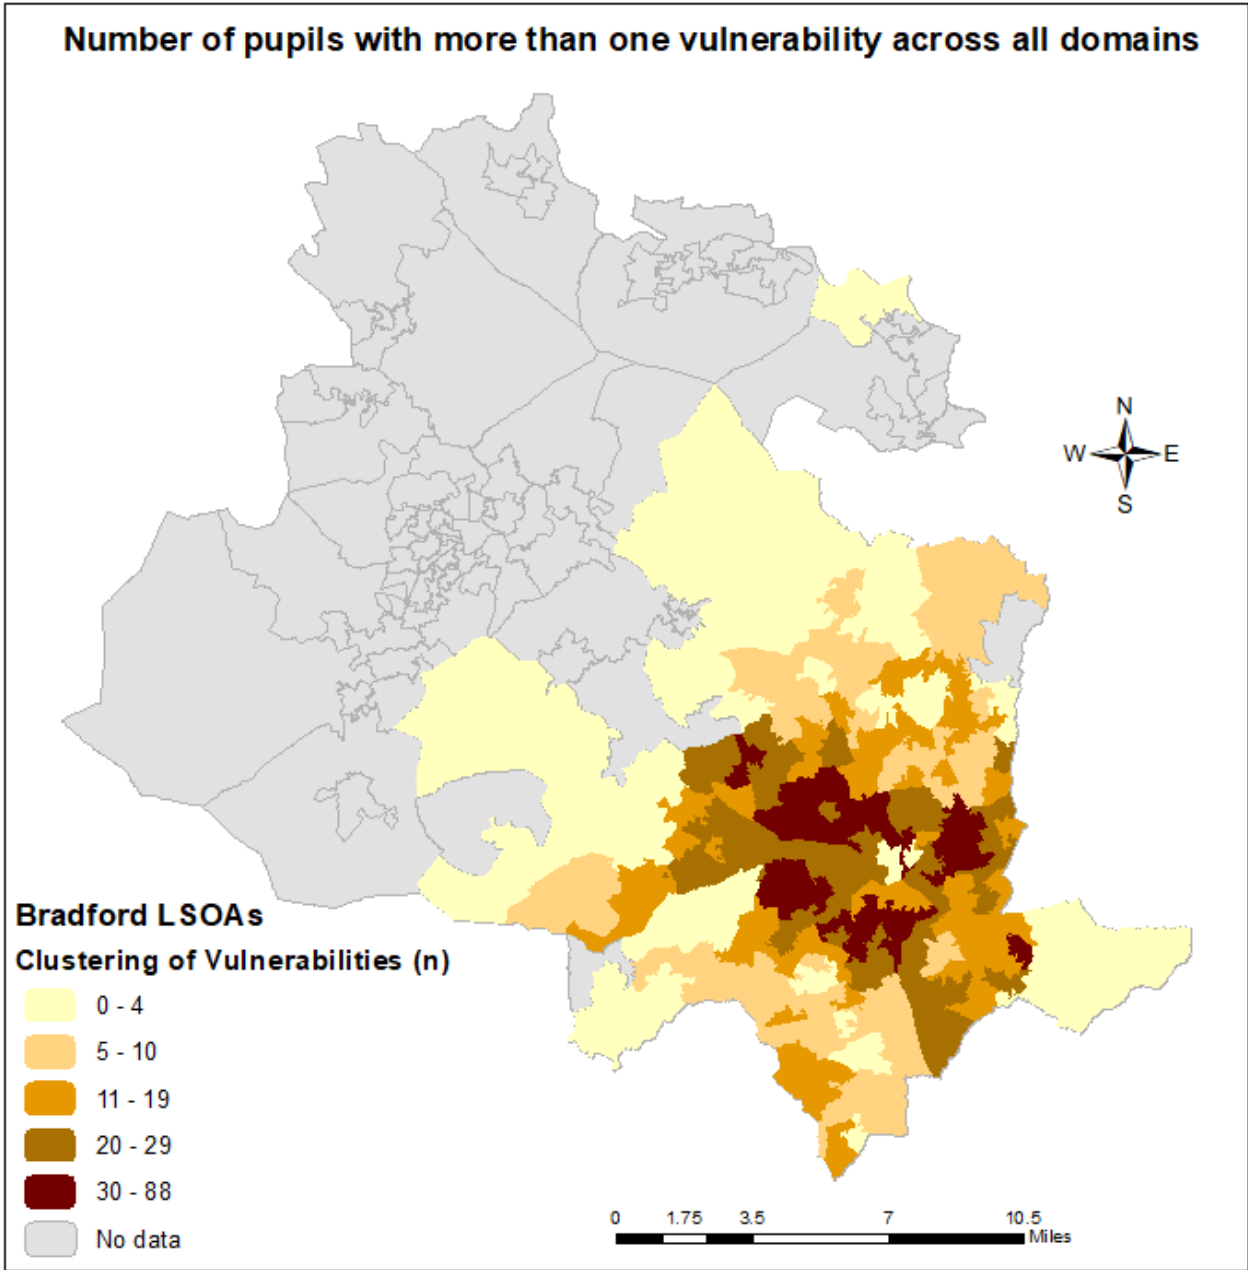 Number of pupils with more than one vulnerability across all domains
N
W E
S
Bradford LSOAs
Clustering of Vulnerabilities (n)
0 - 4
5 - 10
11 - 19
20 - 29
30 - 88
No data
0 1.75 3.5 7 10.5
Miles